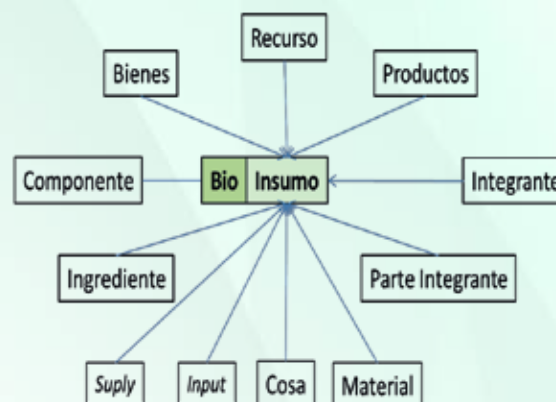 Recurso
Bienes
Productos
Componente
Bio Insumo
Integrante
Ingrediente
Parte Integrante
Suply
Input
Cosa
Material